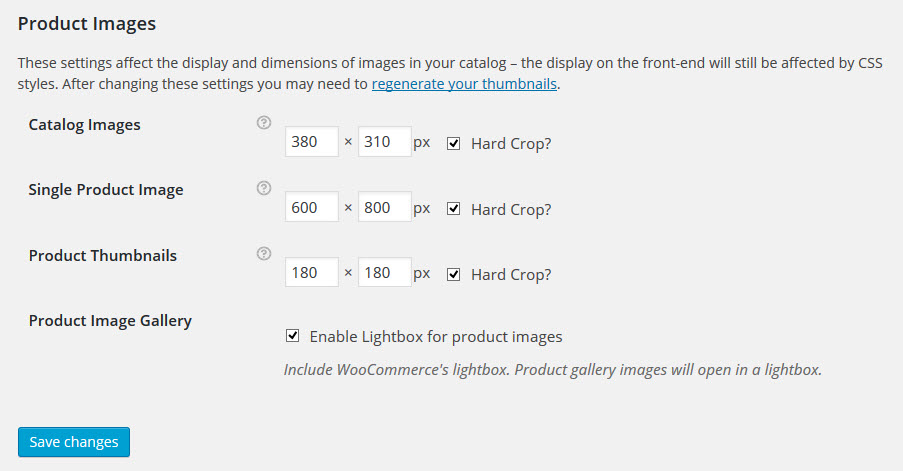 Product Images
These settings affect the display and dimensions of images in your catalog – the display on the front-end will still be affected by CSS
styles. After changing these settings you may need to regenerate your thumbnails.
Catalog Images ? 380 × 310 px Hard Crop?
Single Product Image ? 600 × 800 px Hard Crop?
Product Thumbnails ? 180 × 180 px Hard Crop?
Product Image Gallery
Enable Lightbox for product images
Include WooCommerce's lightbox. Product gallery images will open in a lightbox.
Save changes